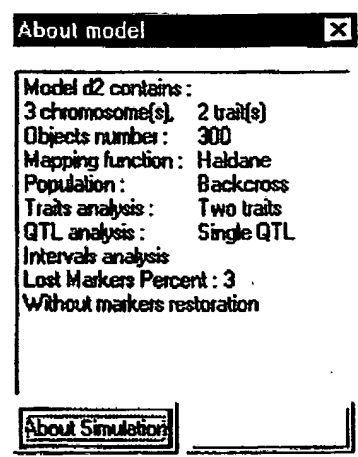 About model
Model d2 contains :
3 chromosome(s), 2 trait(s)
Objects number : 300
Mapping function : Haldane
Population : Backcross
Traits analysis : Two traits
QTL analysis : Single QTL
Intervals analysis
Lost Markers Percent : 3
Without markers restoration
About Simulation